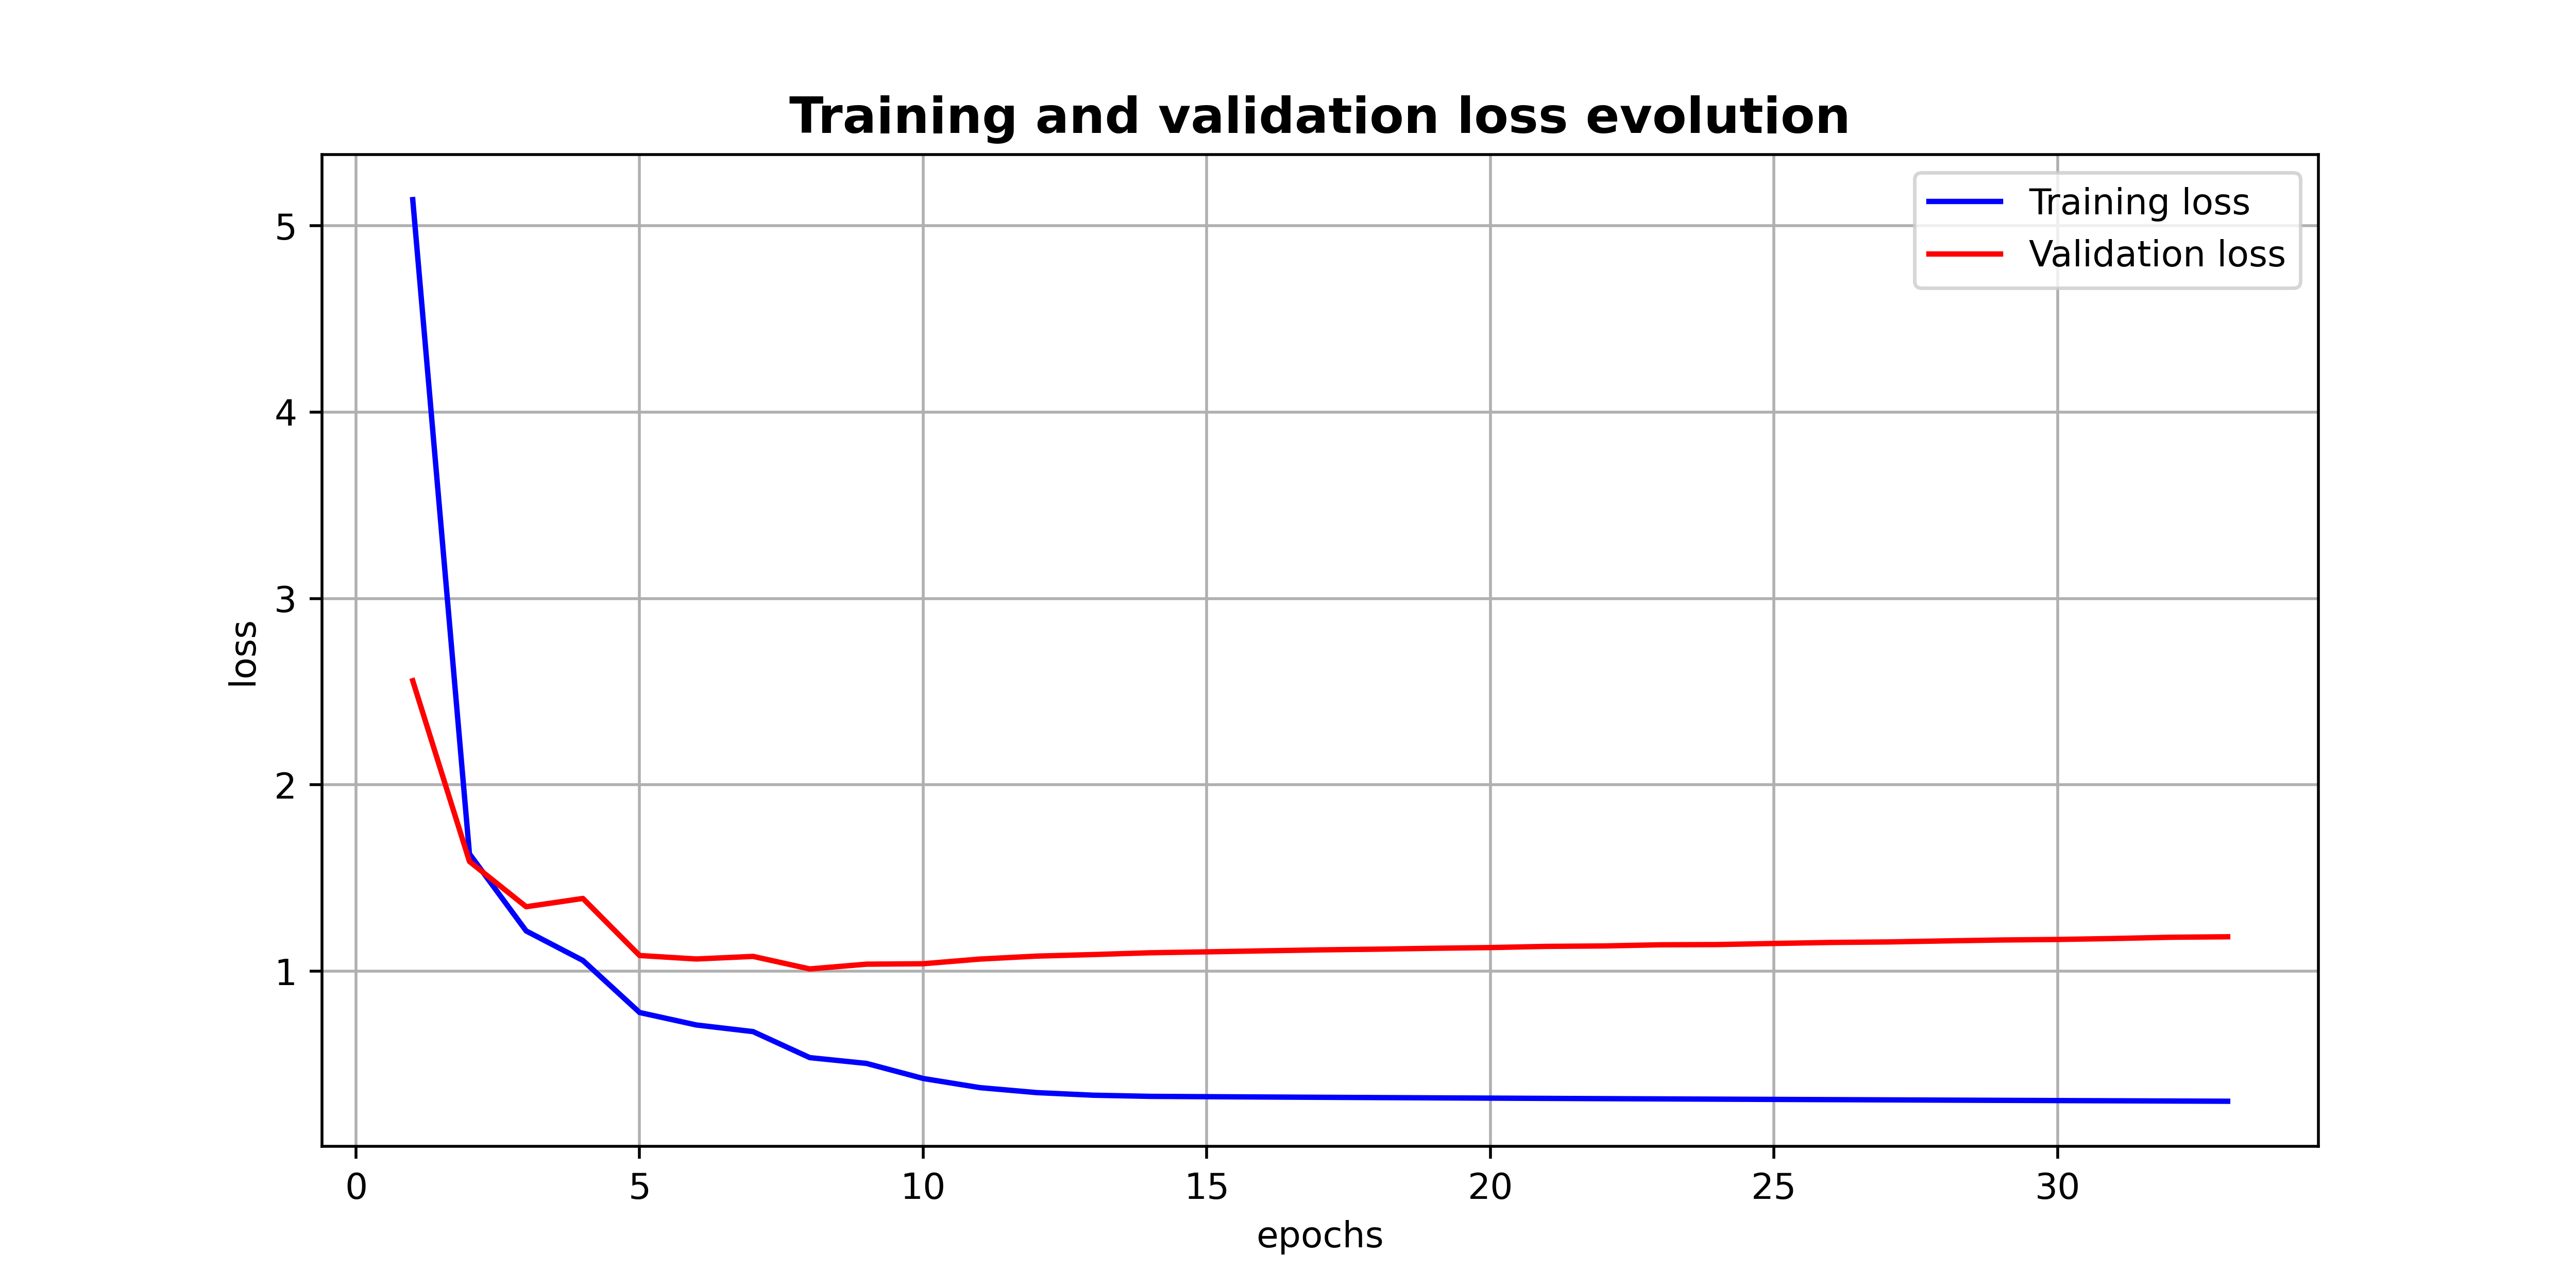 Training and validation loss evolution
Training loss
Validation loss
5
4
3
2
1
loss
0 5 10 15 20 25 30
epochs